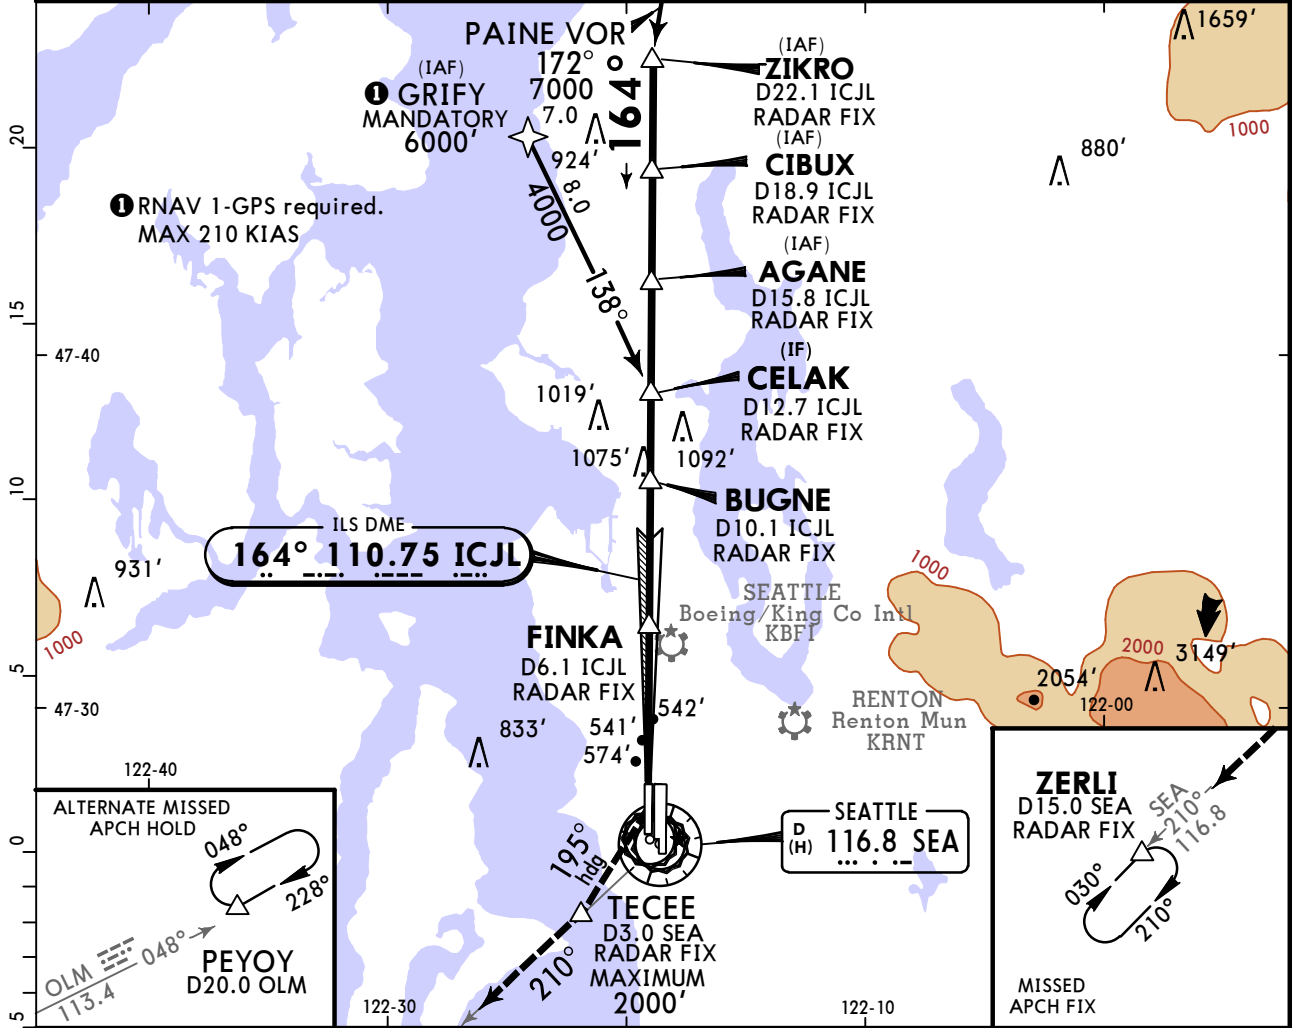 PAINE VOR
172°
7000
7.0
164°
(IAF)
❶ GRIFY
MANDATORY
6000'
924'
8.0
4000
138°
❶ RNAV 1-GPS required.
MAX 210 KIAS
(IAF)
ZIKRO
D22.1 ICJL
RADAR FIX
(IAF)
CIBUX
D18.9 ICJL
RADAR FIX
(IAF)
AGANE
D15.8 ICJL
RADAR FIX
(IF)
CELAK
D12.7 ICJL
RADAR FIX
BUGNE
D10.1 ICJL
RADAR FIX
1659'
1000
880'
20
15
47-40
10
5
0
5
1019'
1075'
1092'
ILS DME
164° 110.75 ICJL
931'
1000
SEATTLE
Boeing/King Co Intl
KBFI
FINKA
D6.1 ICJL
RADAR FIX
542'
541'
574'
833'
47-30
122-40
RENTON
Renton Mun
KRNT
1000
2000
3149'
2054'
122-00
ALTERNATE MISSED
APCH HOLD
048°
228°
OLM
048°
113.4
PEYOY
D20.0 OLM
195°
hdg
210°
TECEE
D3.0 SEA
RADAR FIX
MAXIMUM
2000'
SEATTLE
D
(H)
116.8 SEA
122-30
122-10
ZERLI
D15.0 SEA
RADAR FIX
SEA
210°
116.8
030°
210°
MISSED
APCH FIX